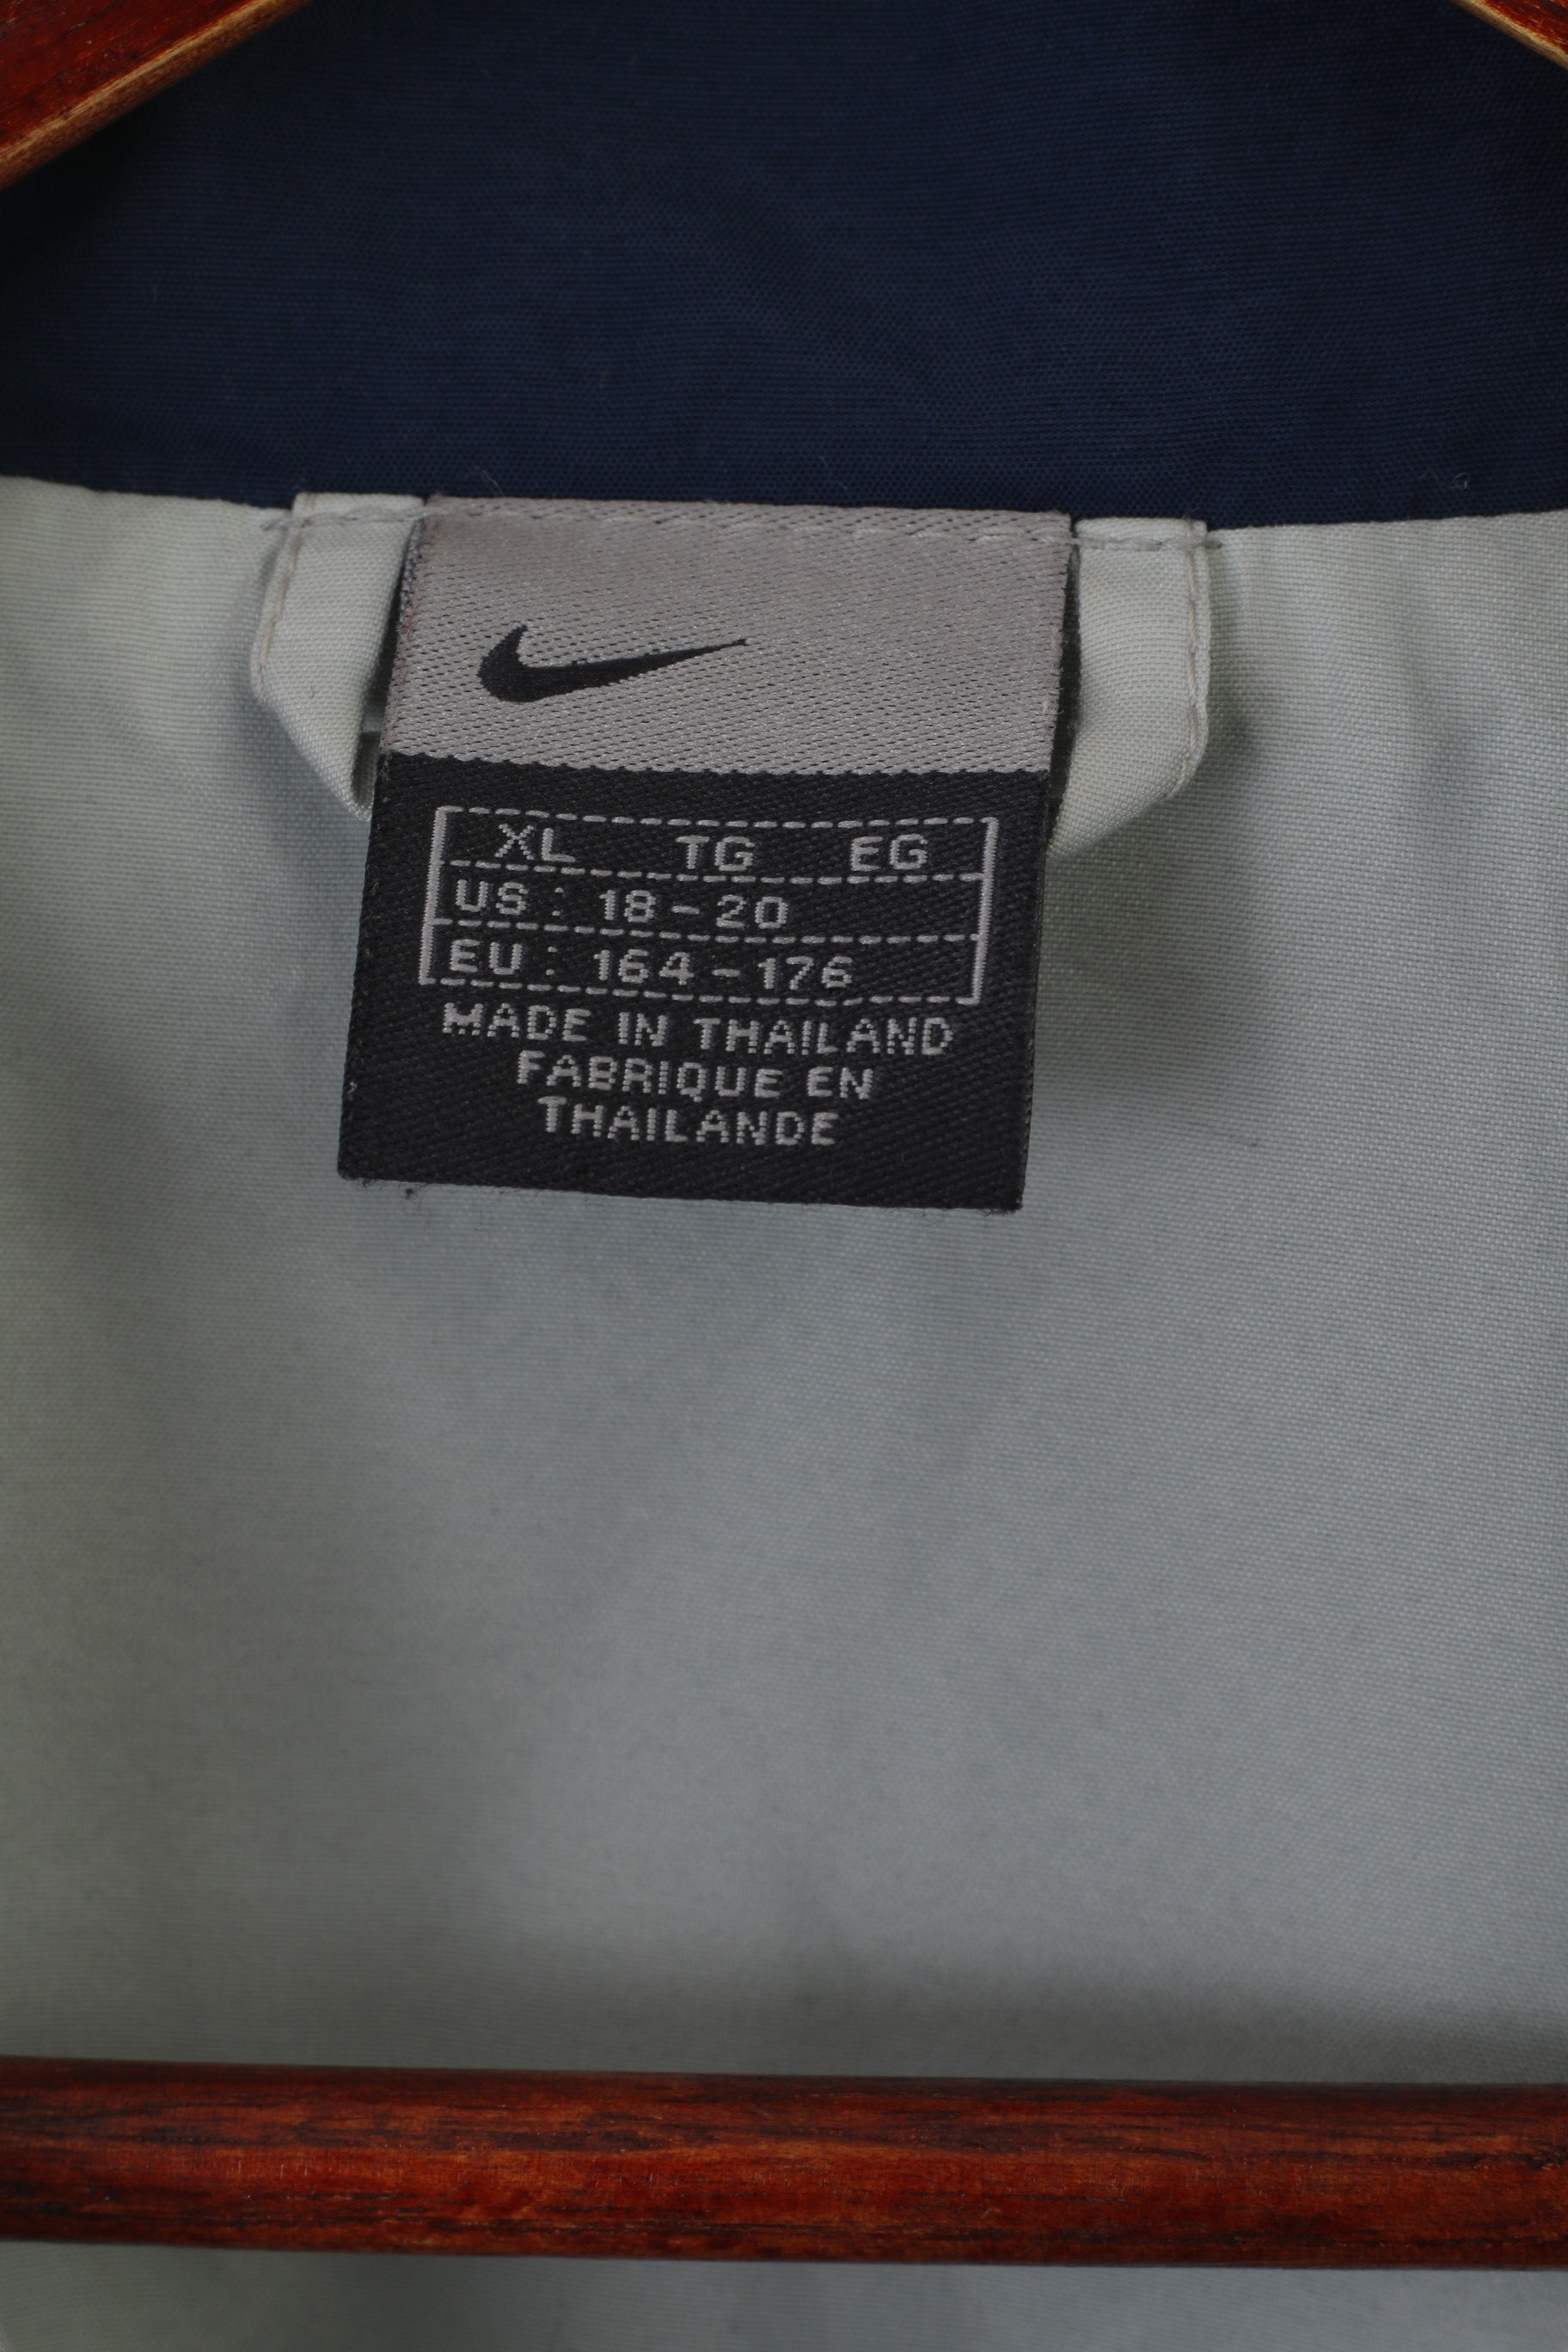 XL TG EG
US : 18-20
EU : 164-176
MADE IN THAILAND
FABRIQUE EN
THAILANDE